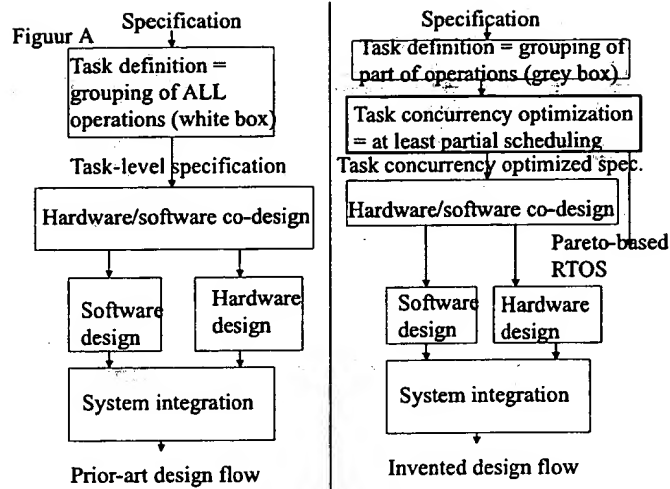 Figuur A
Specification
Task definition =
grouping of ALL
operations (white box)
Task-level specification
Hardware/software co-design
Software
design
Hardware
design
System integration
Prior-art design flow
Specification
Task definition = grouping of
part of operations (grey box)
Task concurrency optimization
= at least partial scheduling
Task concurrency optimized spec.
Hardware/software co-design
Pareto-based
RTOS
Software
design
Hardware
design
System integration
Invented design flow